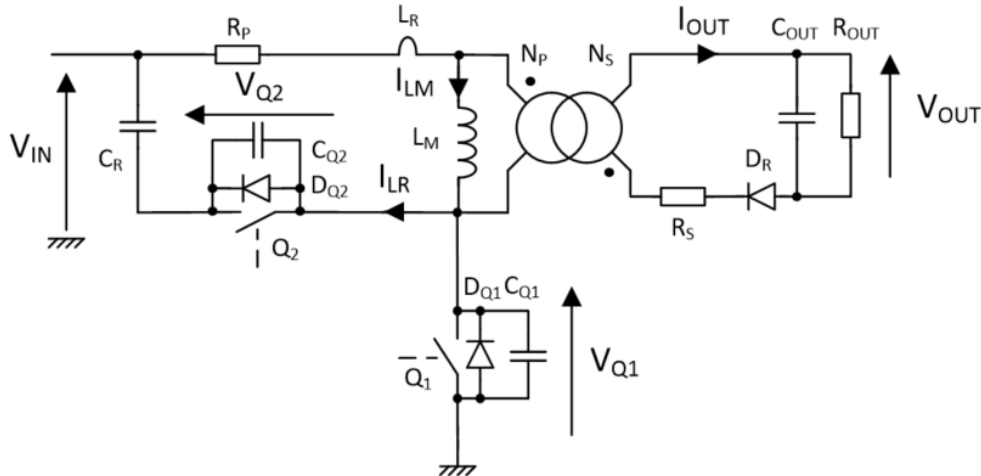 L_R
R_P
I_OUT
C_OUT R_OUT
N_P
N_S
V_Q2
I_LM
V_IN
C_R
C_Q2
L_M
V_OUT
D_Q2
I_LR
D_R
Q_2
R_S
D_Q1 C_Q1
Q_1
V_Q1